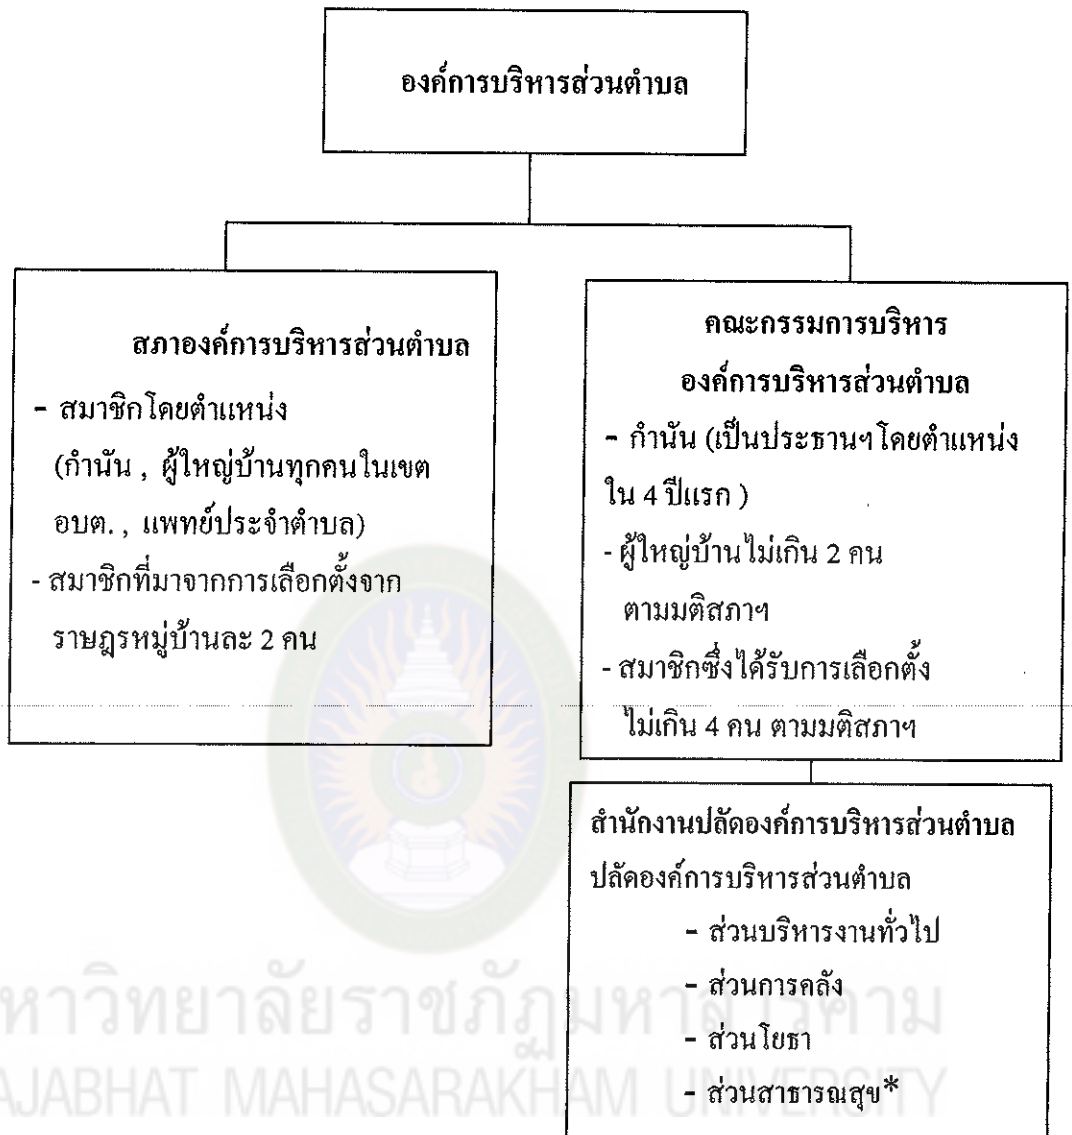 องค์การบริหารส่วนตำบล
สภาองค์การบริหารส่วนตำบล
- สมาชิกโดยตำแหน่ง
(กำนัน , ผู้ใหญ่บ้านทุกคนในเขต
อบต. , แพทย์ประจำตำบล)
- สมาชิกที่มาจากการเลือกตั้งจาก
ราษฎรหมู่บ้านละ 2 คน
คณะกรรมการบริหาร
องค์การบริหารส่วนตำบล
- กำนัน (เป็นประธานฯ โดยตำแหน่ง
ใน 4 ปีแรก )
- ผู้ใหญ่บ้านไม่เกิน 2 คน
ตามมติสภาฯ
- สมาชิกซึ่งได้รับการเลือกตั้ง
ไม่เกิน 4 คน ตามมติสภาฯ
สำนักงานปลัดองค์การบริหารส่วนตำบล
ปลัดองค์การบริหารส่วนตำบล
- ส่วนบริหารงานทั่วไป
- ส่วนการคลัง
- ส่วนโยธา
- ส่วนสาธารณสุข*
หาวิทยาลัยราชภัฏมหาสารคาม
AJABHAT MAHASARAKHAM UNIVERSITY